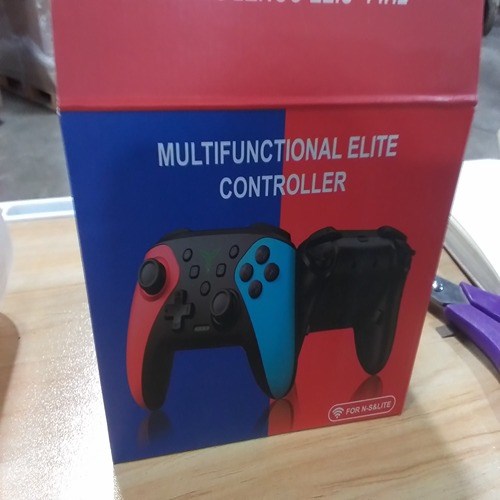 MULTIFUNCTIONAL ELITE
CONTROLLER
FOR N-S&LITE